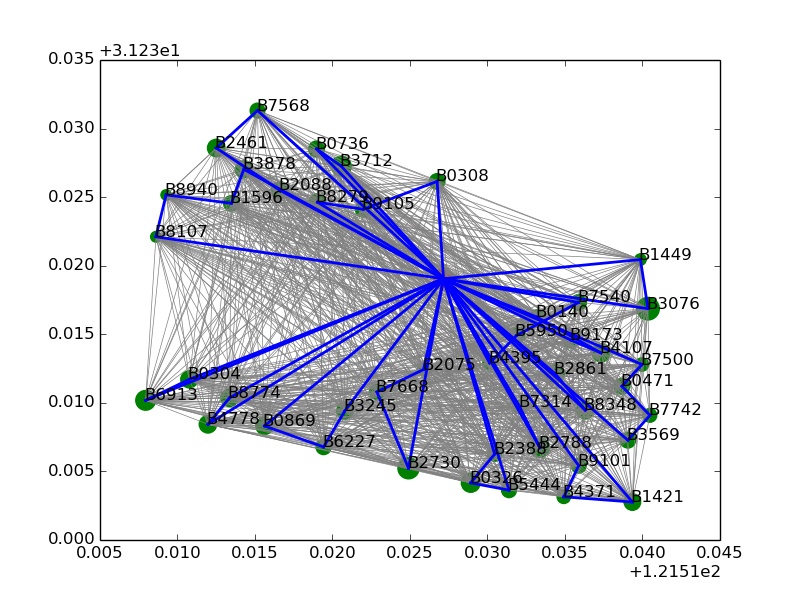 +3.123e1
0.035
0.030
0.025
0.020
0.015
0.010
0.005
0.000
B7568
B2461
B0736
B3878
B3712
B0308
B2088
B8940
B1596
B8279
B9105
B8107
B1449
B7540
B3076
B0140
B5950
B9173
B4107
B4395
B7500
B2075
B2861
B0304
B0471
B6913
B8774
B7668
B7314
B8348
B3245
B7742
B4778
B0869
B3569
B6227
B2388
B2788
B2730
B9101
B0326
B5444
B4371
B1421
0.005
0.010
0.015
0.020
0.025
0.030
0.035
0.040
0.045
+1.2151e2